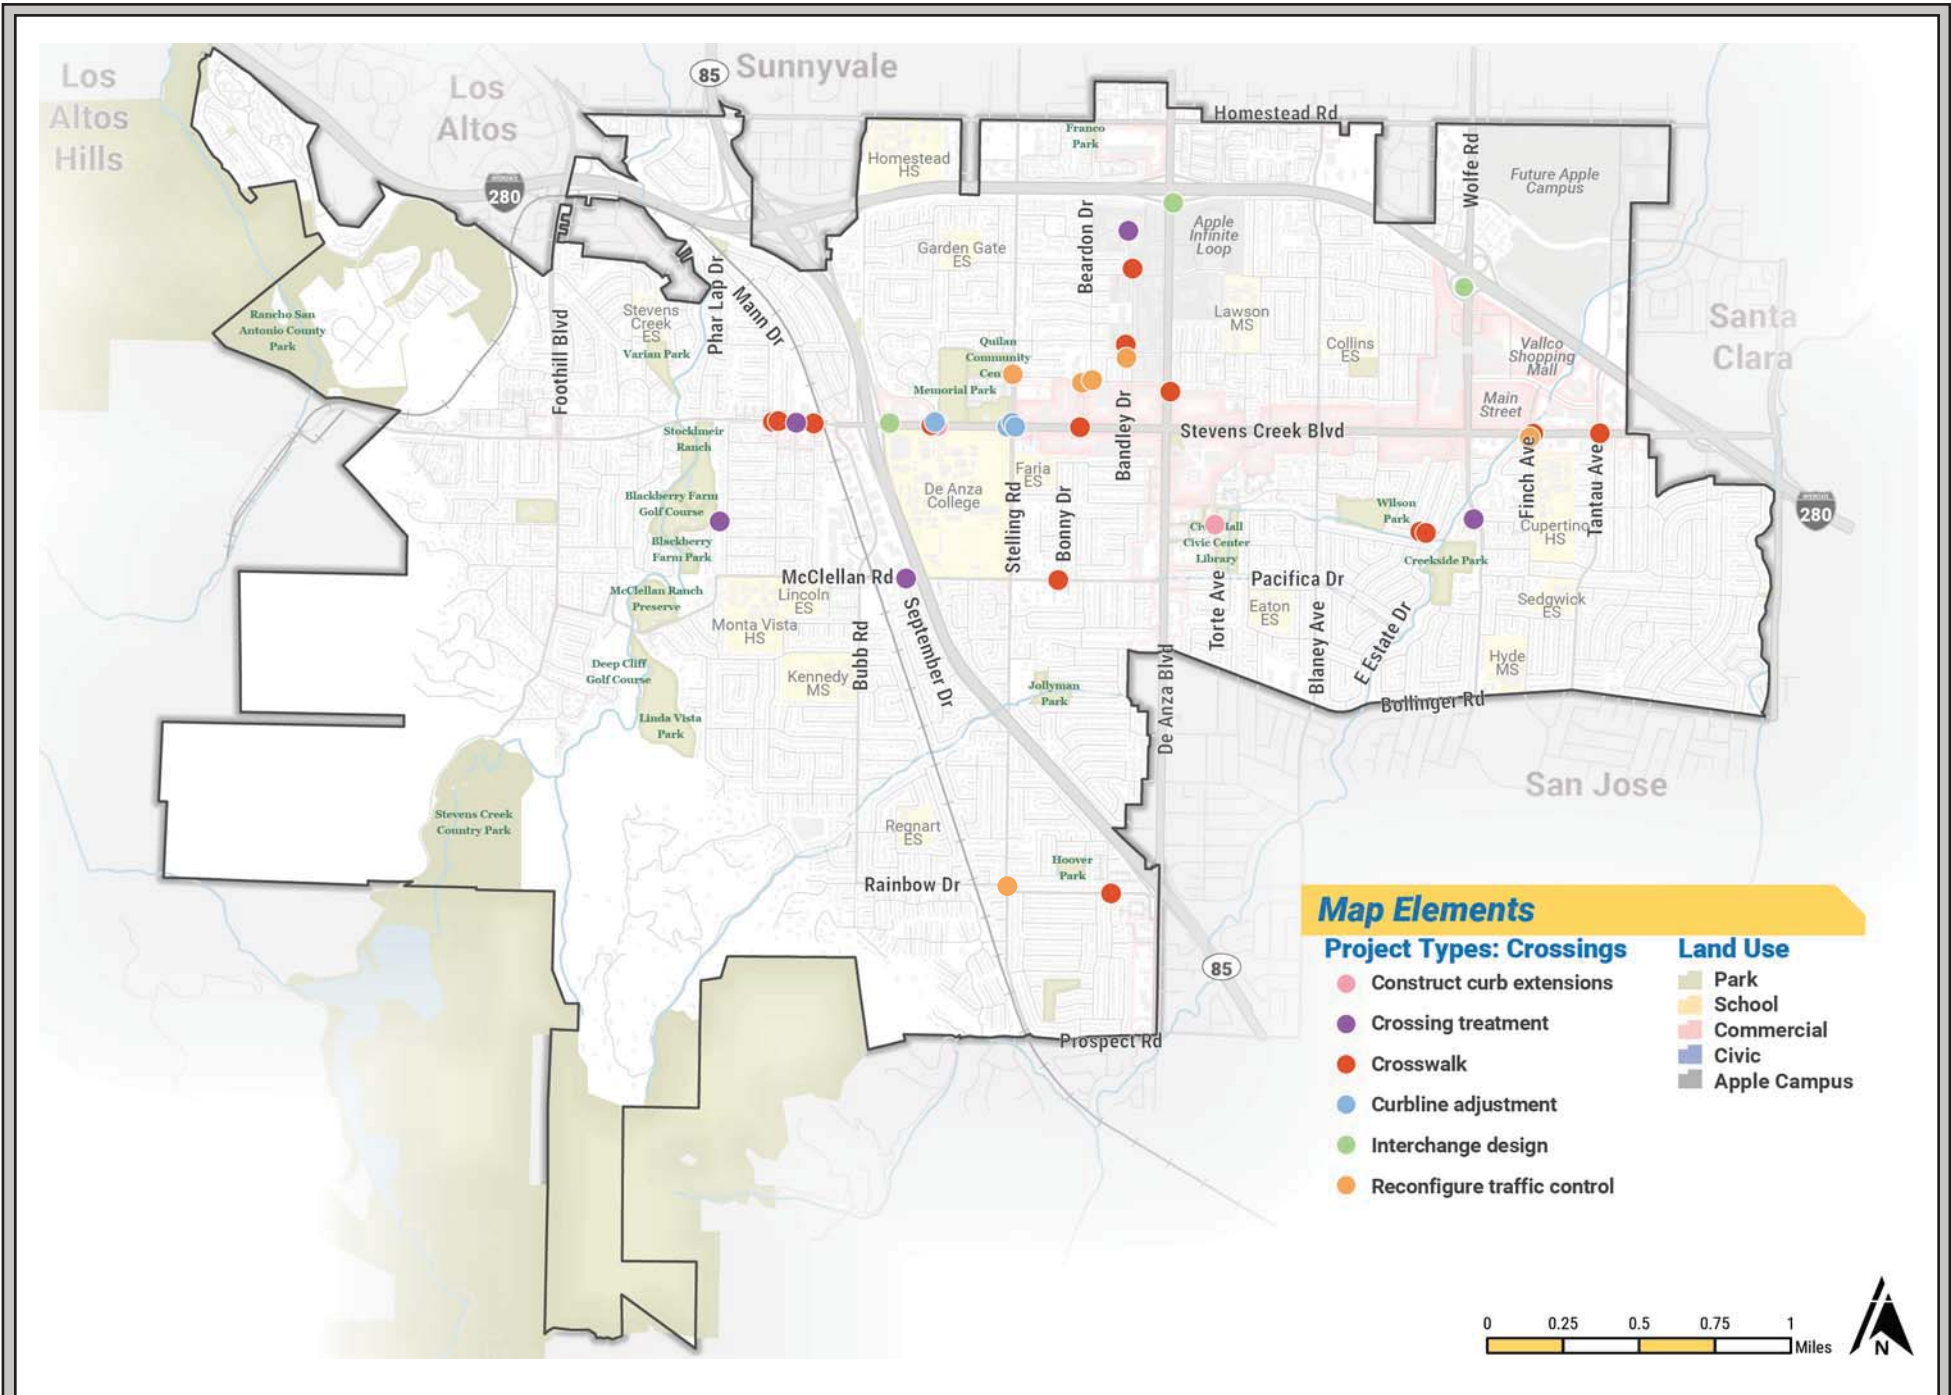 Los
Altos
Hills
Los
Altos
85
Sunnyvale
Homestead Rd
Franco
Park
Homestead
HS
Wolfe Rd
Future Apple
Campus
INTERSTATE
280
Apple
Infinite
Loop
Beardon Dr
Garden Gate
ES
Phar Lap Dr
Mann Dr
Rancho San
Antonio County
Park
Foothill Blvd
Stevens
Creek
ES
Varian Park
Lawson
MS
Collins
ES
Vallco
Shopping
Mall
Santa
Clara
Quilan
Community
Cen
Memorial Park
Main
Street
Bandley Dr
Stevens Creek Blvd
Stocklmeir
Ranch
Faria
ES
De Anza
College
Stelling Rd
Bonny Dr
Finch Ave
Tantau Ave
Blackberry Farm
Golf Course
Blackberry
Farm Park
Wilson
Park
Cupertino
HS
INTERSTATE
280
Civic Center
Library
Creekside Park
McClellan Rd
Lincoln
ES
McClellan Ranch
Preserve
Monta Vista
HS
September Dr
Torte Ave
Pacifica Dr
Eaton
ES
Blaney Ave
E Estate Dr
Sedgwick
ES
Bubb Rd
Deep Cliff
Golf Course
Kennedy
MS
Hyde
MS
Jollyman
Park
De Anza Blvd
Bollinger Rd
Linda Vista
Park
San Jose
Stevens Creek
Country Park
Regnart
ES
Hoover
Park
Rainbow Dr
85
Prospect Rd
Map Elements
Project Types: Crossings
Construct curb extensions
Crossing treatment
Crosswalk
Curbline adjustment
Interchange design
Reconfigure traffic control
Land Use
Park
School
Commercial
Civic
Apple Campus
0 0.25 0.5 0.75 1
Miles
N